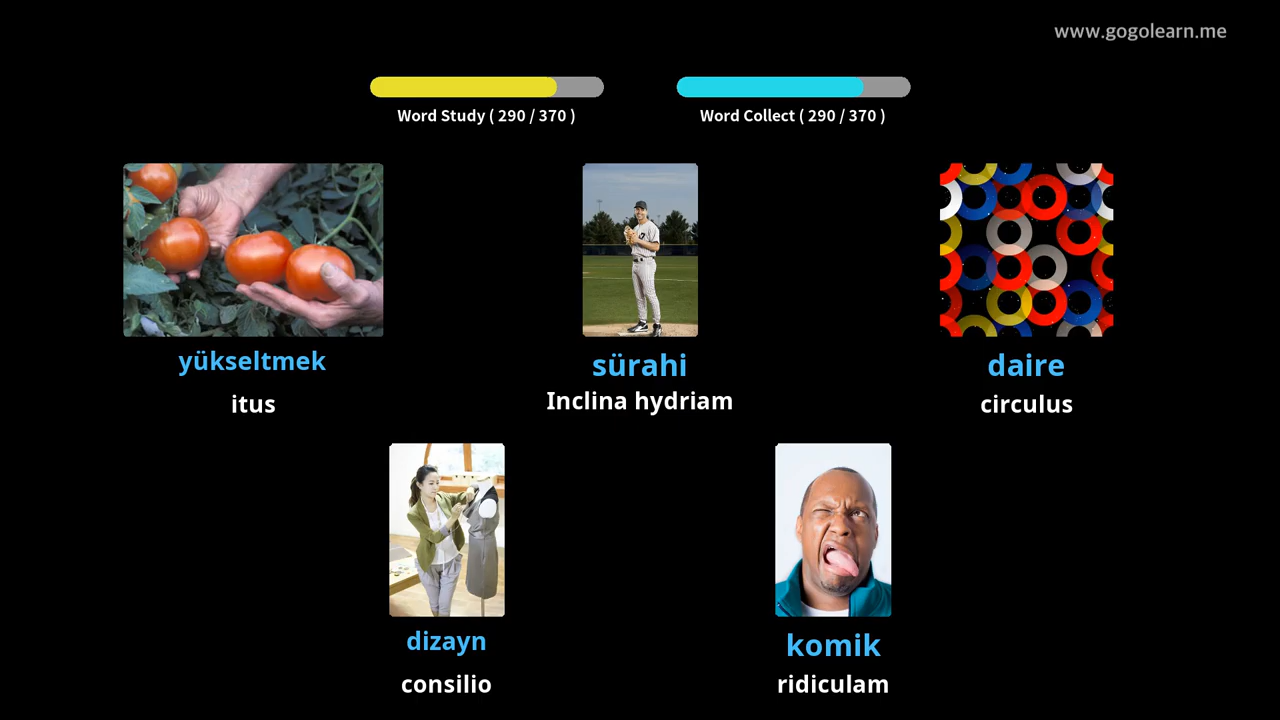 www.gogolearn.me
Word Study ( 290 / 370 )
Word Collect ( 290 / 370 )
yükseltmek
itus
sürahi
Inclina hydriam
daire
circulus
dizayn
consilio
komik
ridiculam